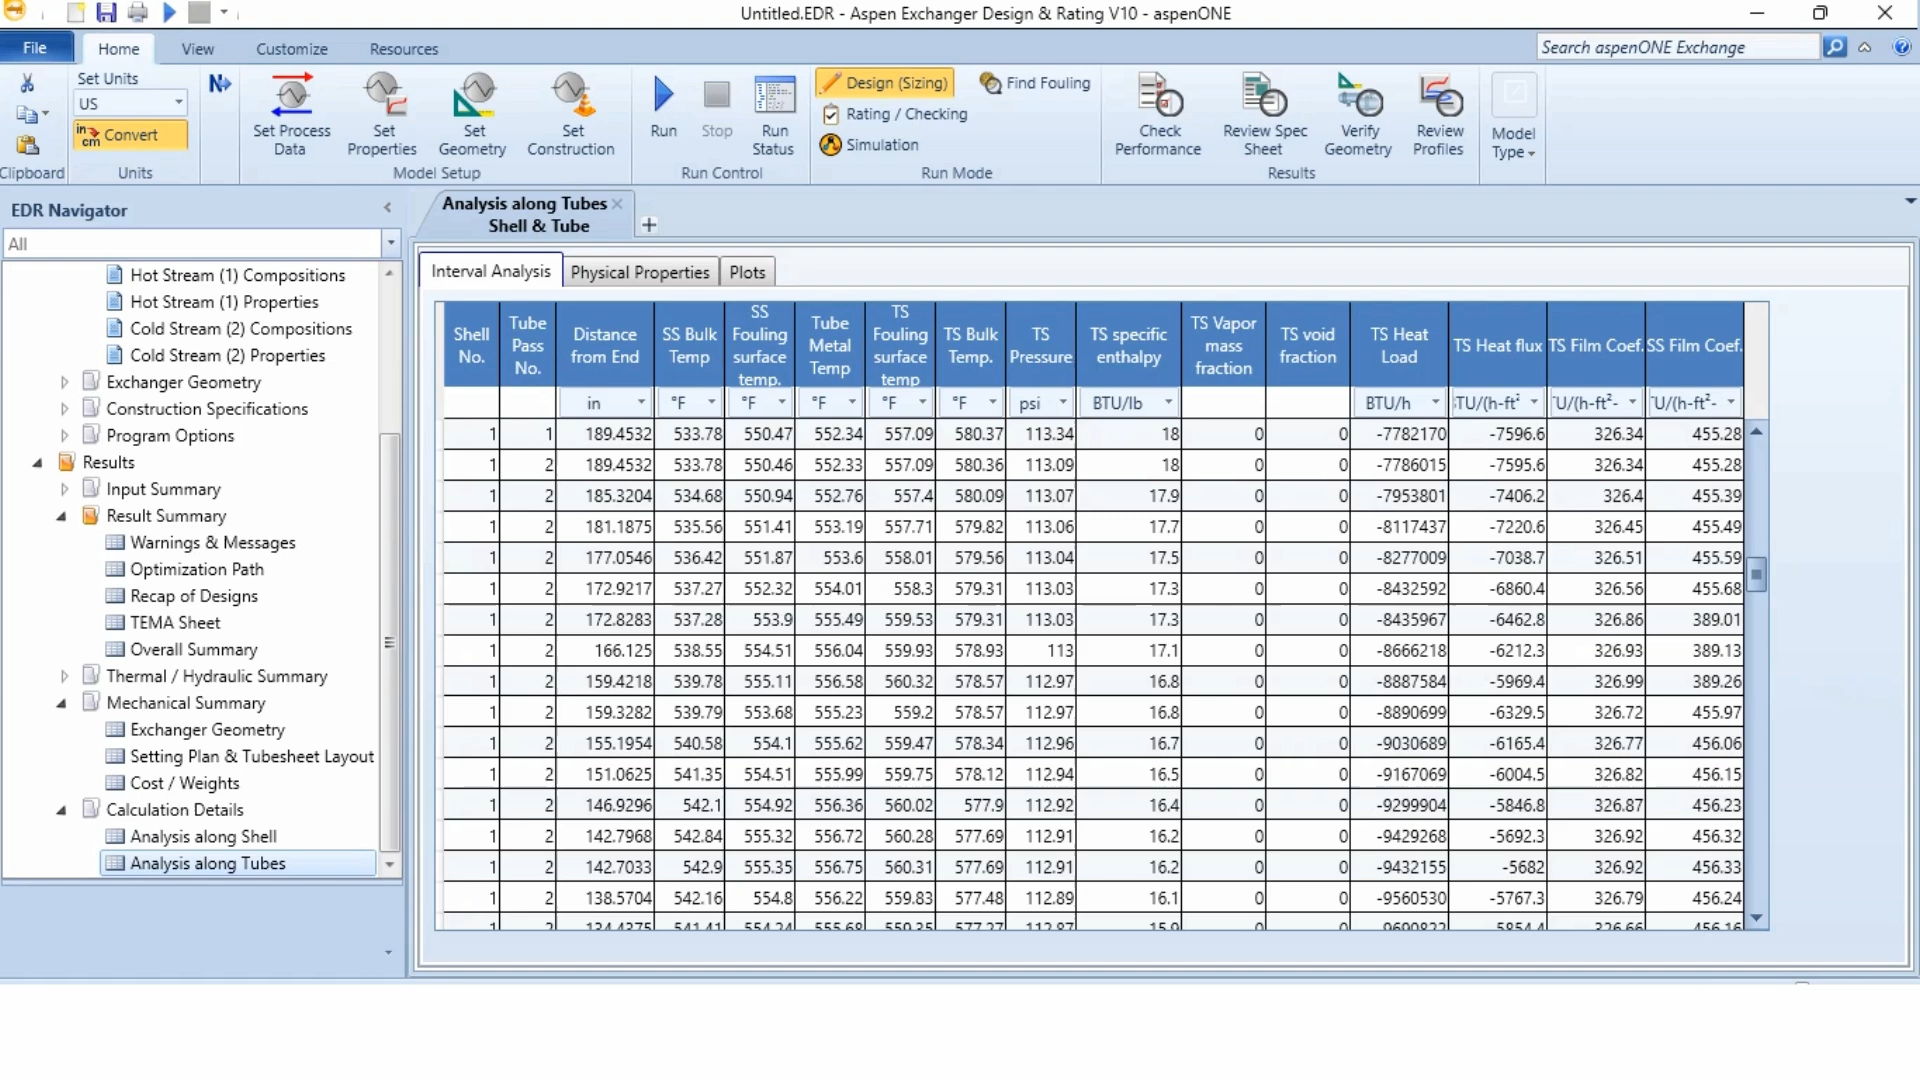 Untitled.EDR - Aspen Exchanger Design & Rating V10 - aspenONE
File Home View Customize Resources Search aspenONE Exchange
Set Units
US
Convert
Set Process Data
Set Properties
Set Geometry
Set Construction
Run
Stop
Run Status
Design (Sizing)
Rating / Checking
Simulation
Find Fouling
Check Performance
Review Spec Sheet
Verify Geometry
Review Profiles
Model Type
Clipboard Units Model Setup Run Control Run Mode Results
EDR Navigator
All
Hot Stream (1) Compositions
Hot Stream (1) Properties
Cold Stream (2) Compositions
Cold Stream (2) Properties
Exchanger Geometry
Construction Specifications
Program Options
Results
Input Summary
Result Summary
Warnings & Messages
Optimization Path
Recap of Designs
TEMA Sheet
Overall Summary
Thermal / Hydraulic Summary
Mechanical Summary
Exchanger Geometry
Setting Plan & Tubesheet Layout
Cost / Weights
Calculation Details
Analysis along Shell
Analysis along Tubes
Analysis along Tubes
Shell & Tube
Interval Analysis Physical Properties Plots
Shell No. Tube Pass No. Distance from End SS Bulk Temp SS Fouling surface temp. Tube Metal Temp TS Fouling surface temp TS Bulk Temp. TS Pressure TS specific enthalpy TS Vapor mass fraction TS void fraction TS Heat Load TS Heat flux TS Film Coef. SS Film Coef.
in °F °F °F °F °F psi BTU/lb BTU/h TU/(h-ft² U/(h-ft²- U/(h-ft²-
1 1 189.4532 533.78 550.47 552.34 557.09 580.37 113.34 18 0 0 -7782170 -7596.6 326.34 455.28
1 2 189.4532 533.78 550.46 552.33 557.09 580.36 113.09 18 0 0 -7786015 -7595.6 326.34 455.28
1 2 185.3204 534.68 550.94 552.76 557.4 580.09 113.07 17.9 0 0 -7953801 -7406.2 326.4 455.39
1 2 181.1875 535.56 551.41 553.19 557.71 579.82 113.06 17.7 0 0 -8117437 -7220.6 326.45 455.49
1 2 177.0546 536.42 551.87 553.6 558.01 579.56 113.04 17.5 0 0 -8277009 -7038.7 326.51 455.59
1 2 172.9217 537.27 552.32 554.01 558.3 579.31 113.03 17.3 0 0 -8432592 -6860.4 326.56 455.68
1 2 172.8283 537.28 553.9 555.49 559.53 579.31 113.03 17.3 0 0 -8435967 -6462.8 326.86 389.01
1 2 166.125 538.55 554.51 556.04 559.93 578.93 113 17.1 0 0 -8666218 -6212.3 326.93 389.13
1 2 159.4218 539.78 555.11 556.58 560.32 578.57 112.97 16.8 0 0 -8887584 -5969.4 326.99 389.26
1 2 159.3282 539.79 553.68 555.23 559.2 578.57 112.97 16.8 0 0 -8890699 -6329.5 326.72 455.97
1 2 155.1954 540.58 554.1 555.62 559.47 578.34 112.96 16.7 0 0 -9030689 -6165.4 326.77 456.06
1 2 151.0625 541.35 554.51 555.99 559.75 578.12 112.94 16.5 0 0 -9167069 -6004.5 326.82 456.15
1 2 146.9296 542.1 554.92 556.36 560.02 577.9 112.92 16.4 0 0 -9299904 -5846.8 326.87 456.23
1 2 142.7968 542.84 555.32 556.72 560.28 577.69 112.91 16.2 0 0 -9429268 -5692.3 326.92 456.32
1 2 142.7033 542.9 555.35 556.75 560.31 577.69 112.91 16.2 0 0 -9432155 -5682 326.92 456.33
1 2 138.5704 542.16 554.8 556.22 559.83 577.48 112.89 16.1 0 0 -9560530 -5767.3 326.79 456.24